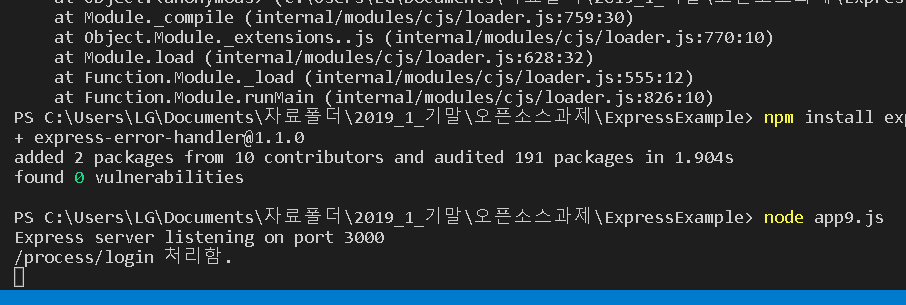 at Module._compile (internal/modules/cjs/loader.js:759:30)
    at Object.Module._extensions..js (internal/modules/cjs/loader.js:770:10)
    at Module.load (internal/modules/cjs/loader.js:628:32)
    at Function.Module._load (internal/modules/cjs/loader.js:555:12)
    at Function.Module.runMain (internal/modules/cjs/loader.js:826:10)
PS C:\Users\LG\Documents\자료폴더\2019_1_기말\오픈소스과제\ExpressExample> npm install exp
+ express-error-handler@1.1.0
added 2 packages from 10 contributors and audited 191 packages in 1.904s
found 0 vulnerabilities
PS C:\Users\LG\Documents\자료폴더\2019_1_기말\오픈소스과제\ExpressExample> node app9.js
Express server listening on port 3000
/process/login 처리함.